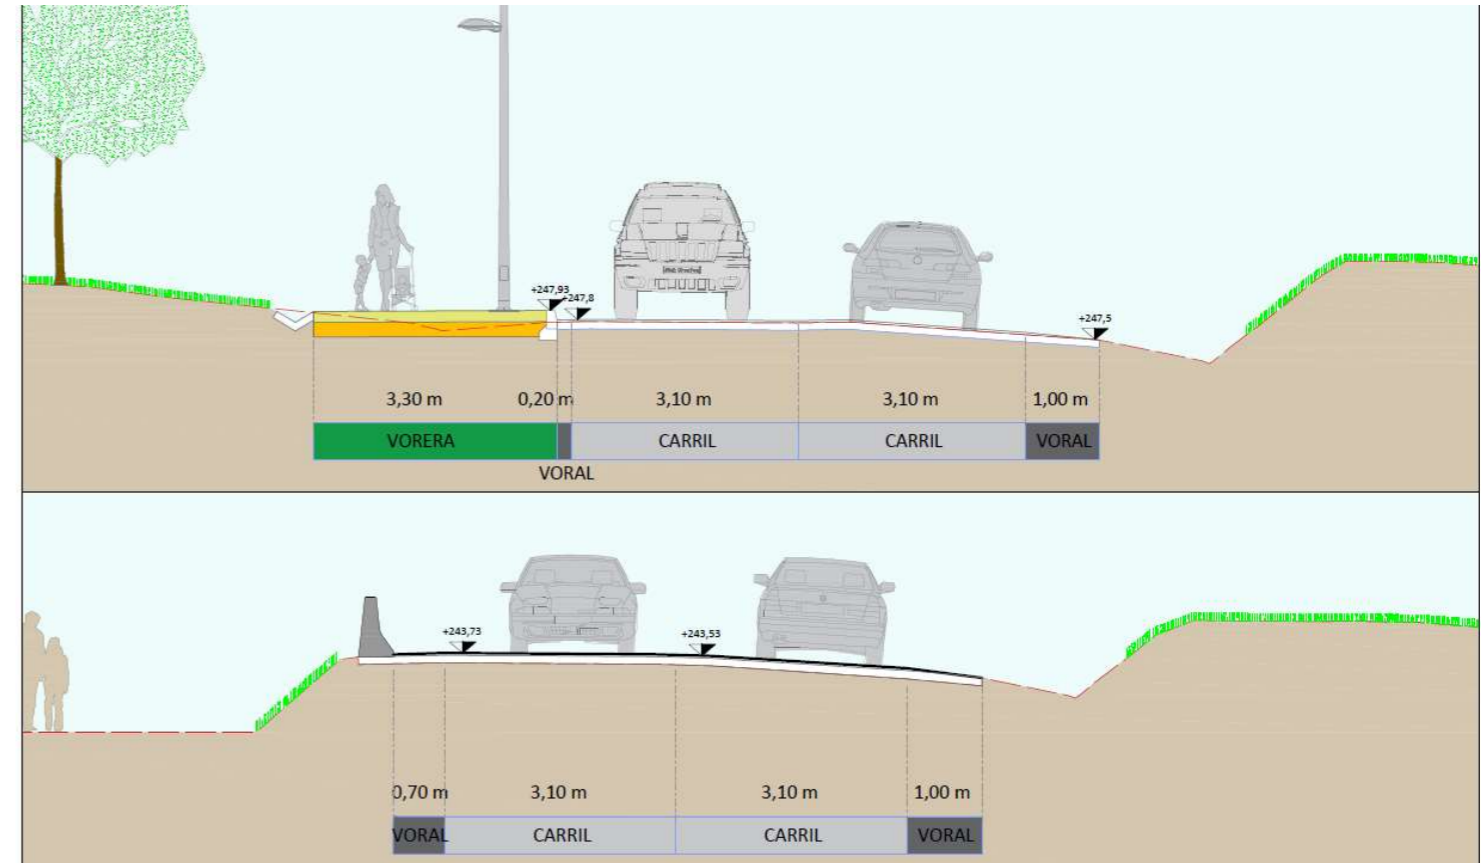 +247,93
+247,8
+247,5
3,30 m
0,20 m
3,10 m
3,10 m
1,00 m
VORERA
CARRIL
CARRIL
VORAL
VORAL
+243,73
+243,53
0,70 m
3,10 m
3,10 m
1,00 m
VORAL
CARRIL
CARRIL
VORAL